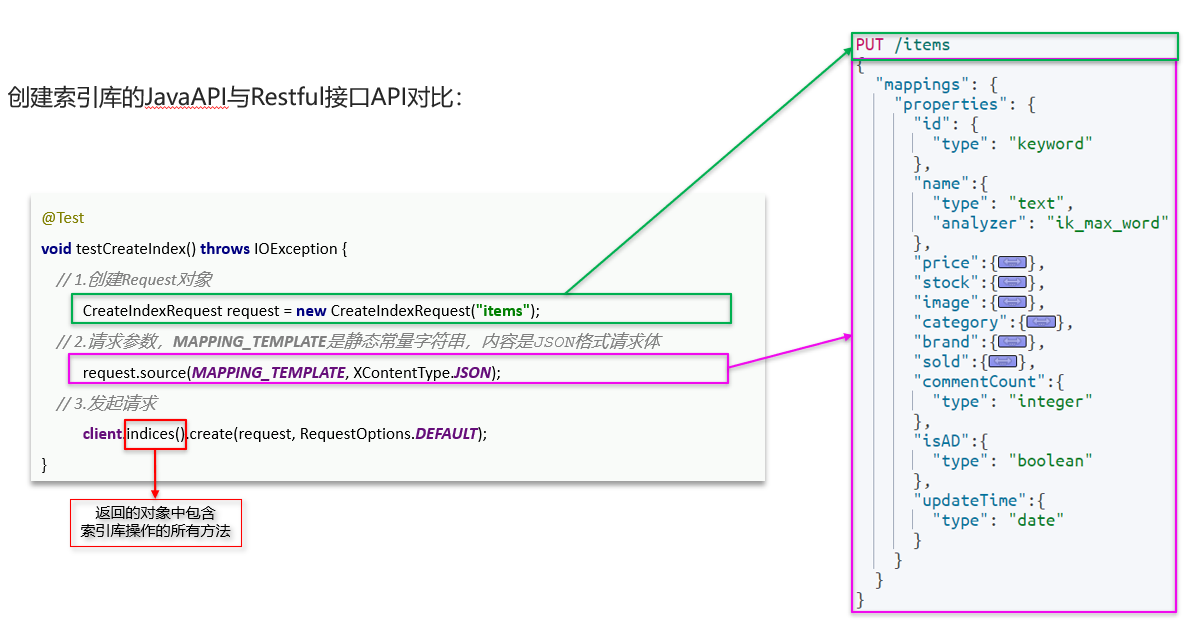 创建索引库的JavaAPI与Restful接口API对比：
@Test
void testCreateIndex() throws IOException {
// 1.创建Request对象
CreateIndexRequest request = new CreateIndexRequest("items");
// 2.请求参数，MAPPING_TEMPLATE是静态常量字符串，内容是JSON格式请求体
request.source(MAPPING_TEMPLATE, XContentType.JSON);
// 3.发起请求
client.indices().create(request, RequestOptions.DEFAULT);
}
返回的对象中包含
索引库操作的所有方法
PUT /items
{
"mappings": {
"properties": {
"id": {
"type": "keyword"
},
"name":{
"type": "text",
"analyzer": "ik_max_word"
},
"price":{},
"stock":{},
"image":{},
"category":{},
"brand":{},
"sold":{},
"commentCount":{
"type": "integer"
},
"isAD":{
"type": "boolean"
},
"updateTime":{
"type": "date"
}
}
}
}